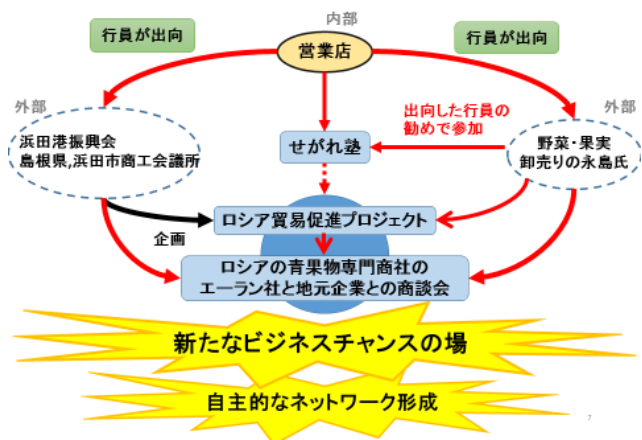 内部
行員が出向
営業店
行員が出向
外部
浜田港振興会
島根県,浜田市商工会議所
出向した行員の
勧めで参加
外部
野菜・果実
卸売りの永島氏
せがれ塾
ロシア貿易促進プロジェクト
企画
ロシアの青果物専門商社の
エーラン社と地元企業との商談会
新たなビジネスチャンスの場
自主的なネットワーク形成
7